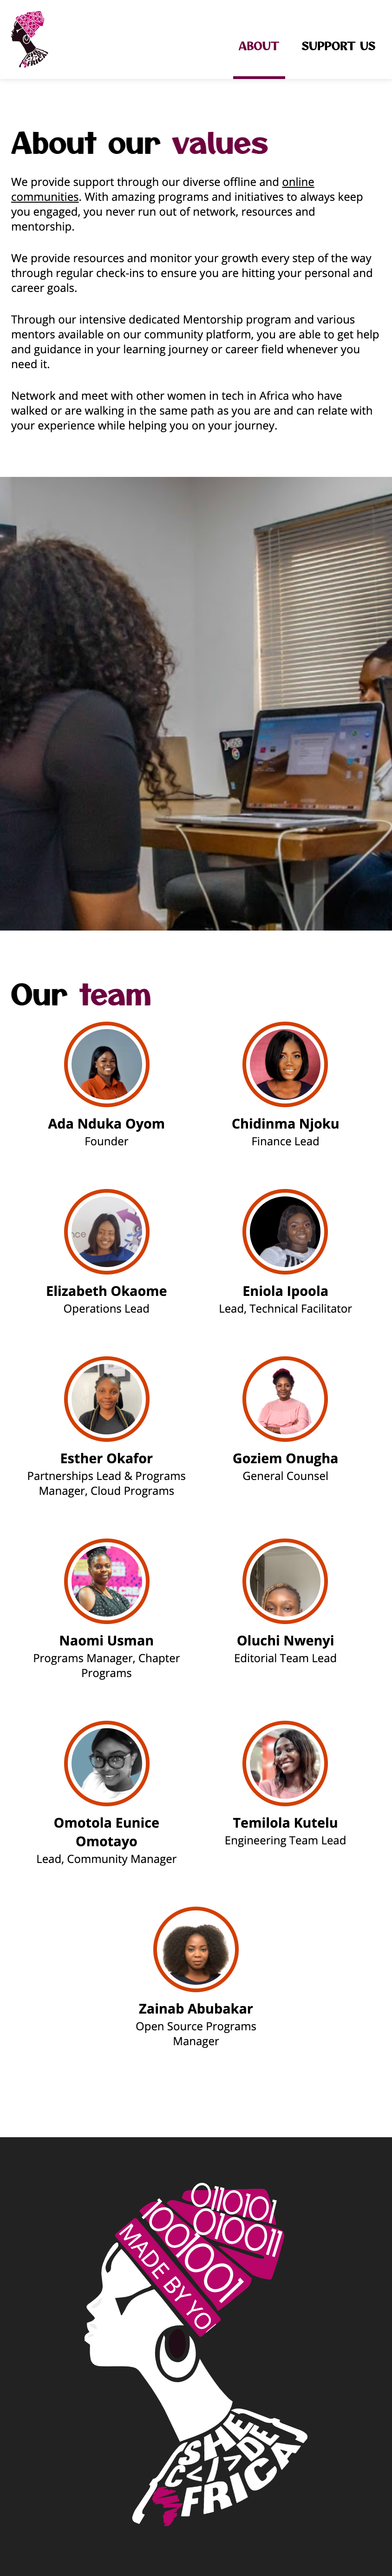 AFRICA
ABOUT SUPPORT US
About our values
We provide support through our diverse offline and online
communities. With amazing programs and initiatives to always keep
you engaged, you never run out of network, resources and
mentorship.
We provide resources and monitor your growth every step of the way
through regular check-ins to ensure you are hitting your personal and
career goals.
Through our intensive dedicated Mentorship program and various
mentors available on our community platform, you are able to get help
and guidance in your learning journey or career field whenever you
need it.
Network and meet with other women in tech in Africa who have
walked or are walking in the same path as you are and can relate with
your experience while helping you on your journey.
Our team
Ada Nduka Oyom
Founder
Chidinma Njoku
Finance Lead
nce
Elizabeth Okaome
Operations Lead
Eniola Ipoola
Lead, Technical Facilitator
Esther Okafor
Partnerships Lead & Programs
Manager, Cloud Programs
Goziem Onugha
General Counsel
Naomi Usman
Programs Manager, Chapter
Programs
Oluchi Nwenyi
Editorial Team Lead
Omotola Eunice
Omotayo
Lead, Community Manager
Temilola Kutelu
Engineering Team Lead
Zainab Abubakar
Open Source Programs
Manager
0110101
010011
1001001
MADE BY YO
SHE
C</>DE
FRICA